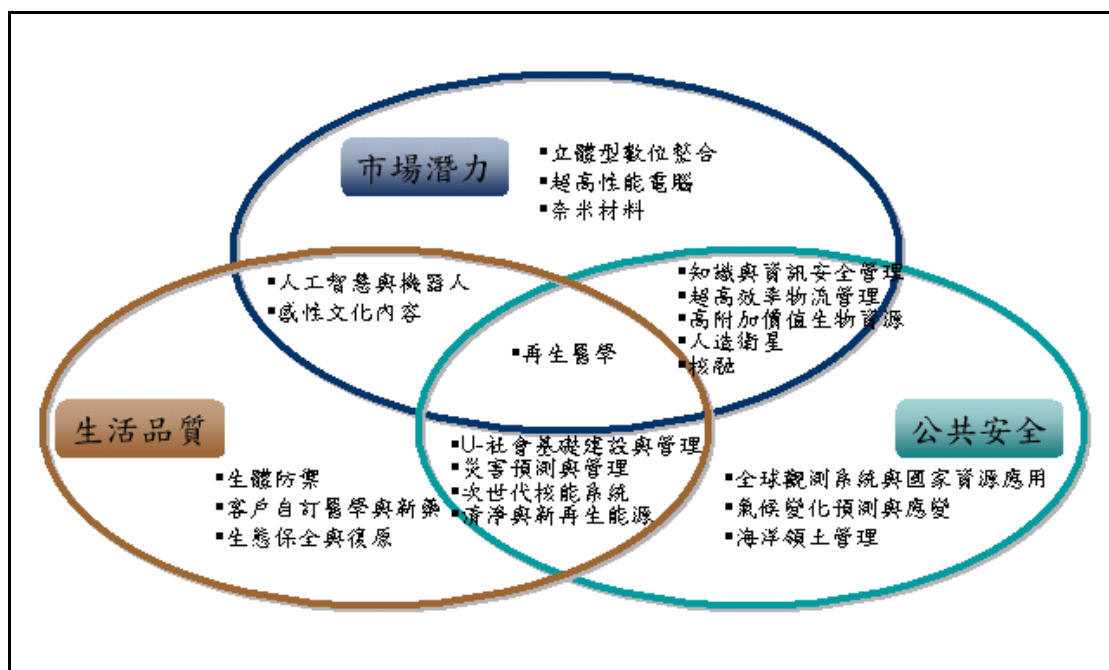 市場潛力
▪立體型數位整合
▪超高性能電腦
▪奈米材料
▪人工智慧與機器人
▪感性文化內容
▪知識與資訊安全管理
▪超高效率物流管理
▪高附加價值生物資源
▪人造衛星
▪核融
▪再生醫學
生活品質
▪生體防禦
▪客戶自訂醫學與新藥
▪生態保全與復原
▪U-社會基礎建設與管理
▪災害預測與管理
▪次世代核能系統
▪清淨與新再生能源
公共安全
▪全球觀測系統與國家資源應用
▪氣候變化預測與應變
▪海洋領土管理